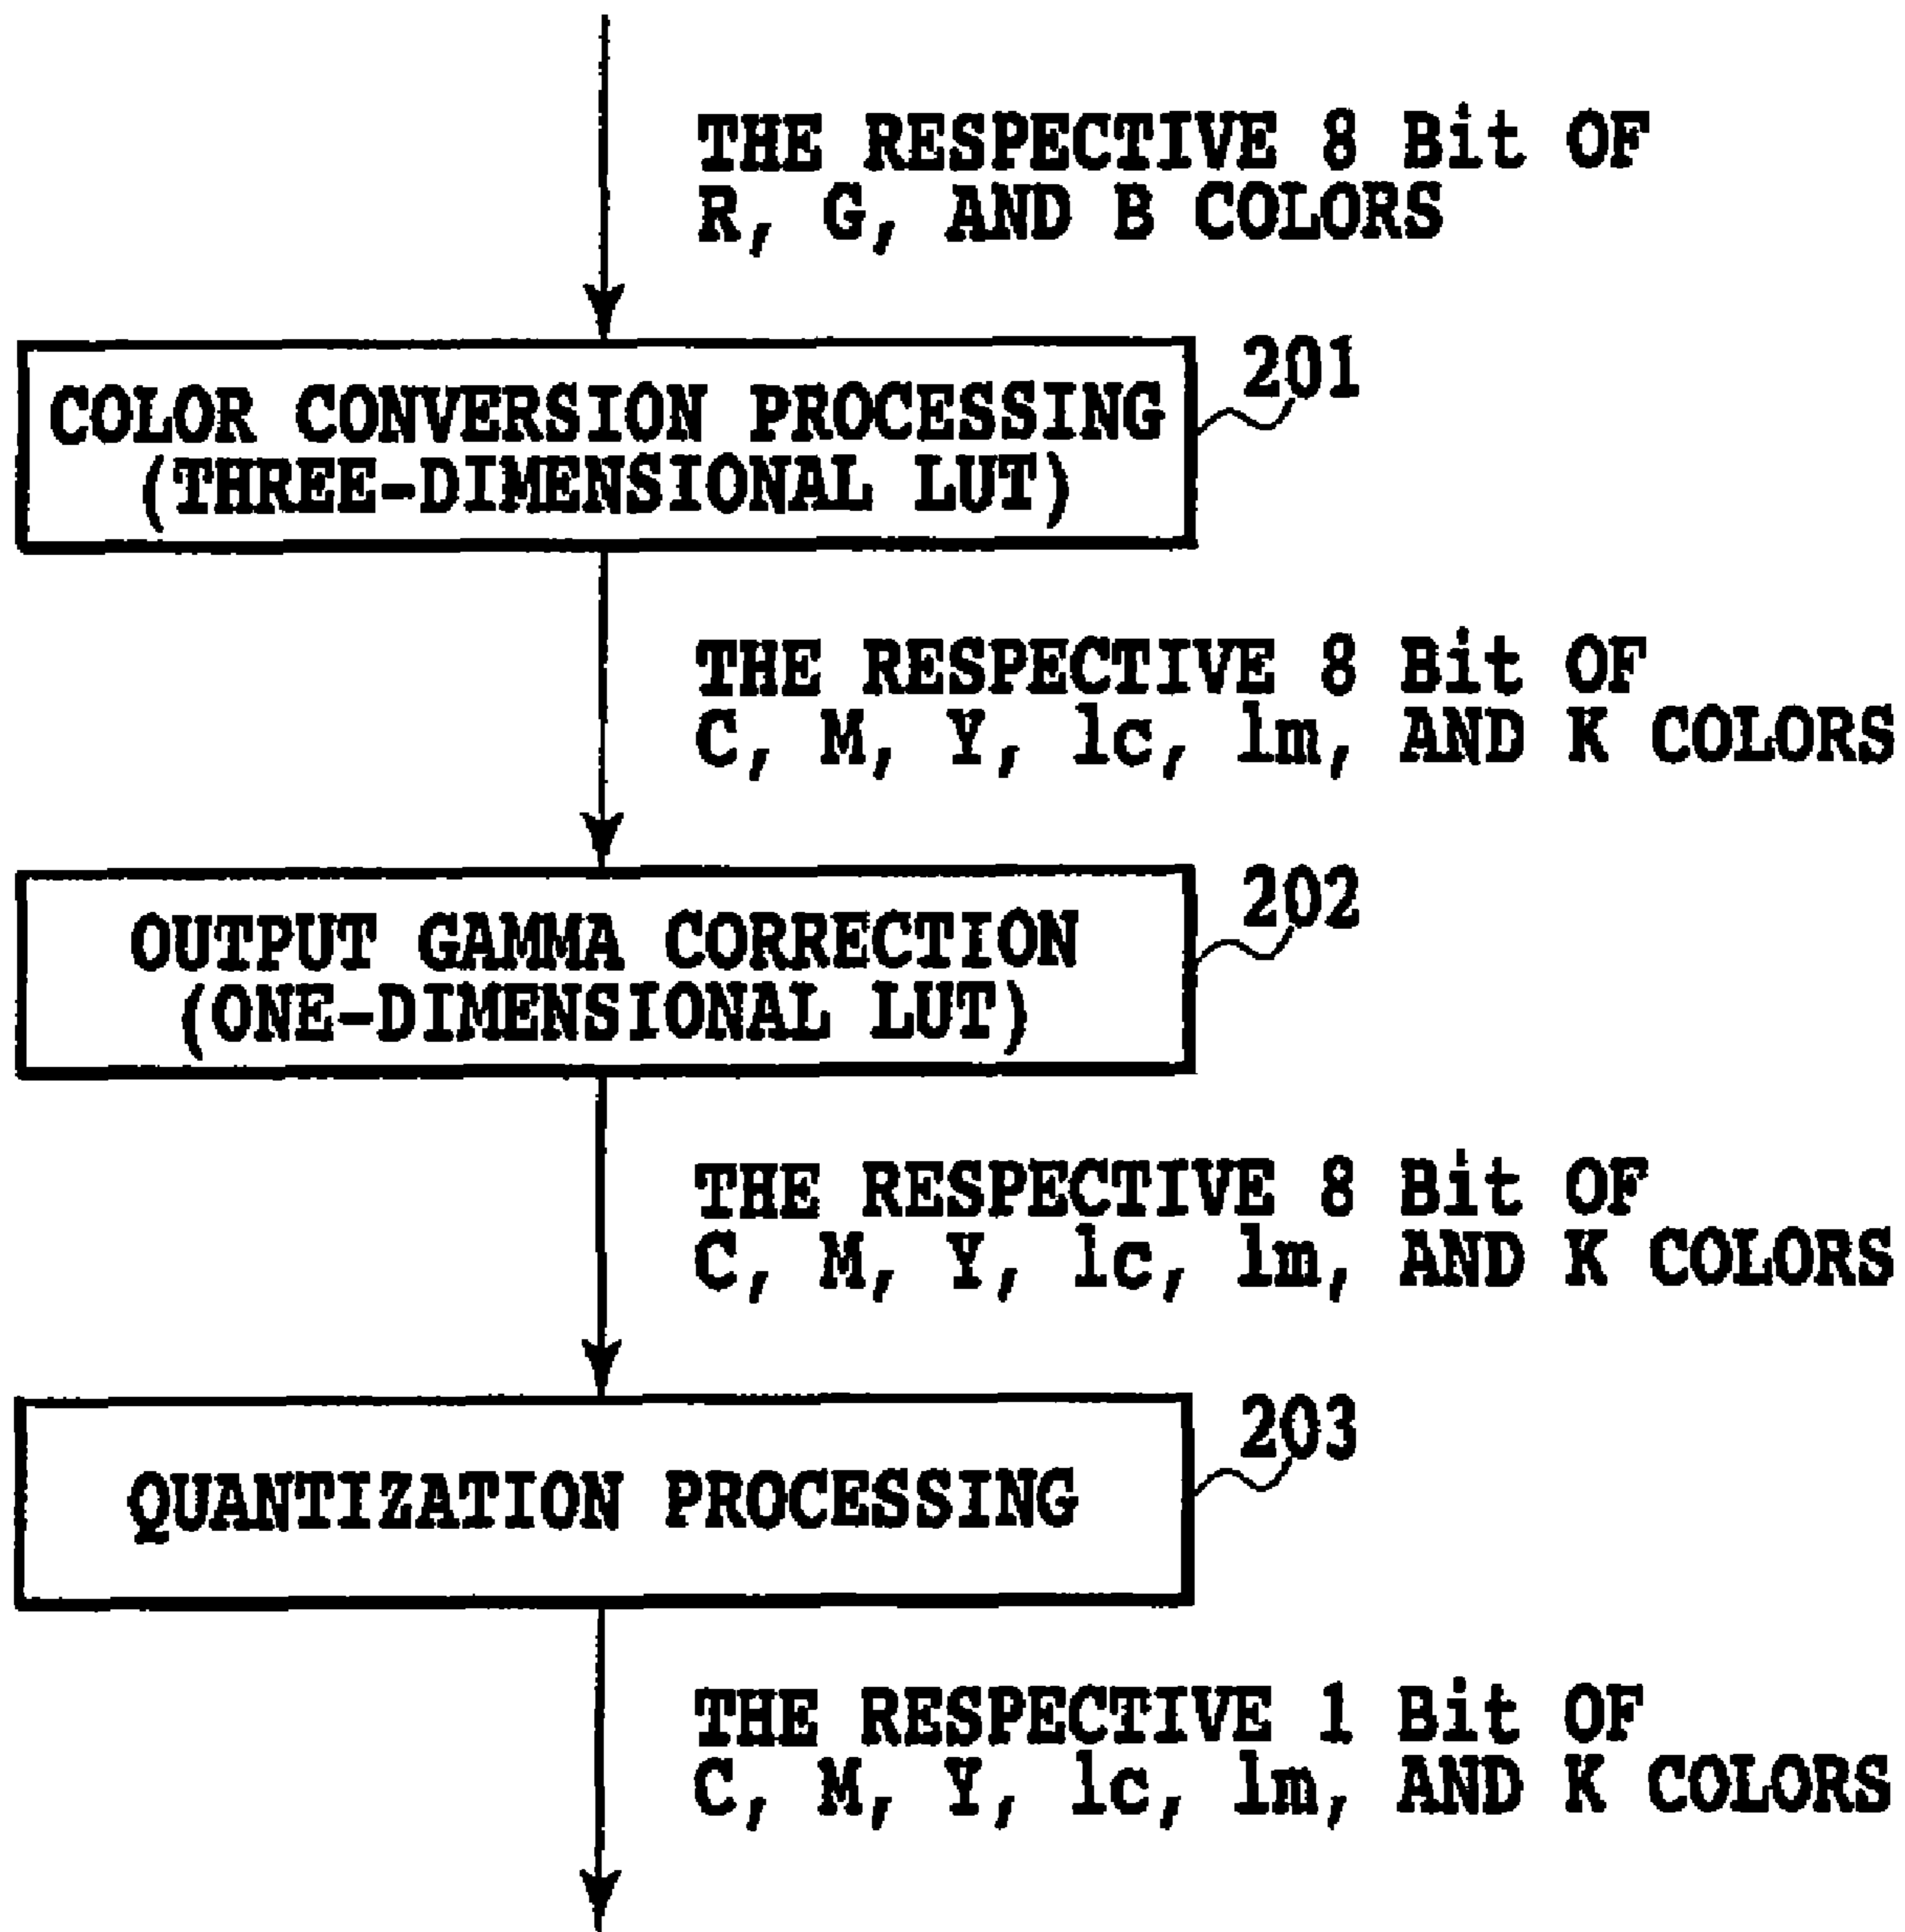 THE RESPECTIVE 8 Bit OF
R, G, AND B COLORS
201
COLOR CONVERSION PROCESSING
(THREE-DIMENSIONAL LUT)
THE RESPECTIVE 8 Bit OF
C, M, Y, lc, lm, AND K COLORS
202
OUTPUT GAMMA CORRECTION
(ONE-DIMENSIONAL LUT)
THE RESPECTIVE 8 Bit OF
C, M, Y, lc, lm, AND K COLORS
203
QUANTIZATION PROCESSING
THE RESPECTIVE 1 Bit OF
C, M, Y, lc, lm, AND K COLORS